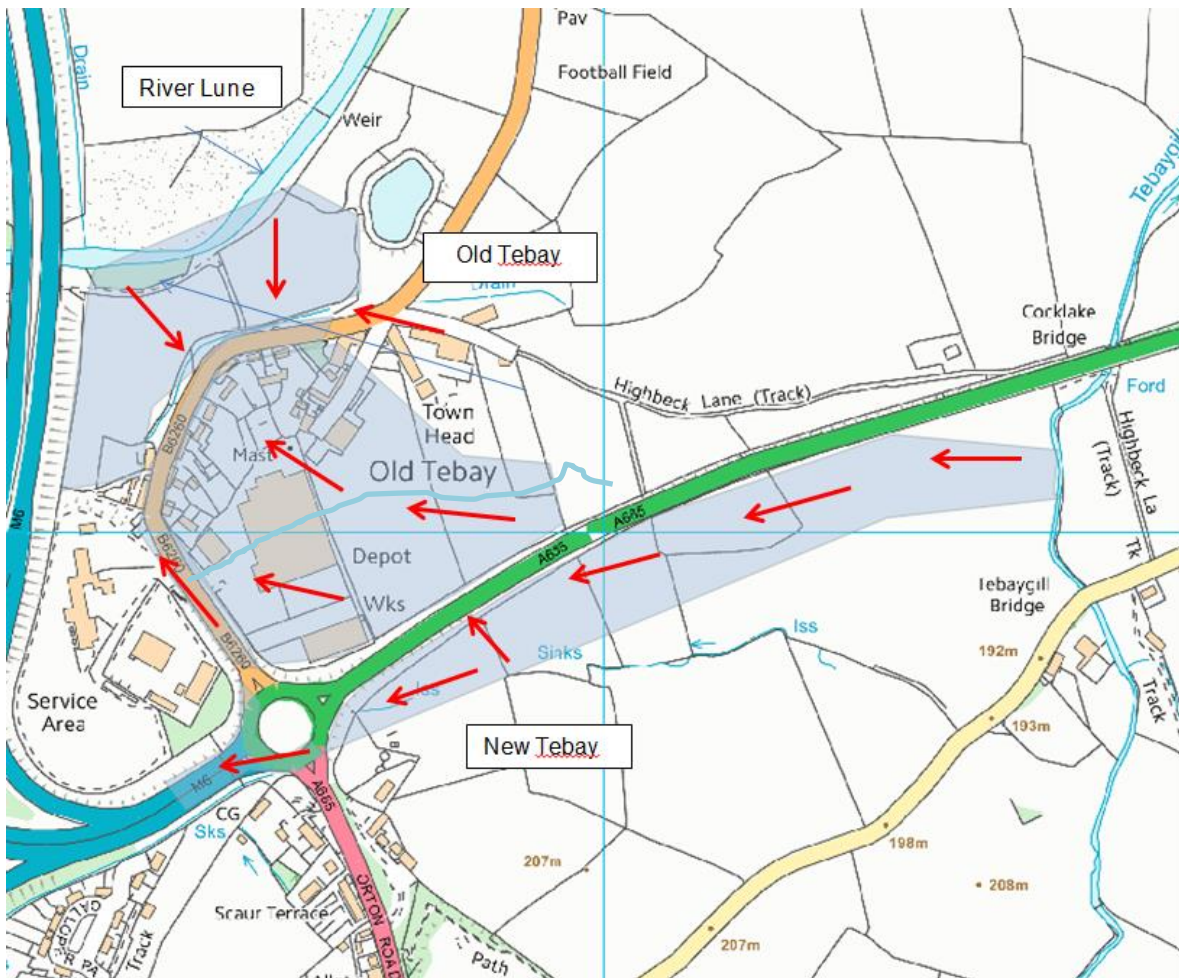 Pav
Football Field
Drain
River Lune
Weir
Tebaygill
Old Tebay
Drain
Cocklake
Bridge
Ford
Highbeck Lane (Track)
Highbeck La
(Track)
Tk
Town
Head
B6260
Mast
Old Tebay
M6
A685
A685
B6260
Depot
Wks
Tebaygill
Bridge
Iss
Sinks
192m
B6260
Iss
Service
Area
Track
193m
New Tebay
M6
A685
CG
Sks
198m
207m
208m
Scaur Terrace
ORTON ROAD
207m
Track
Path